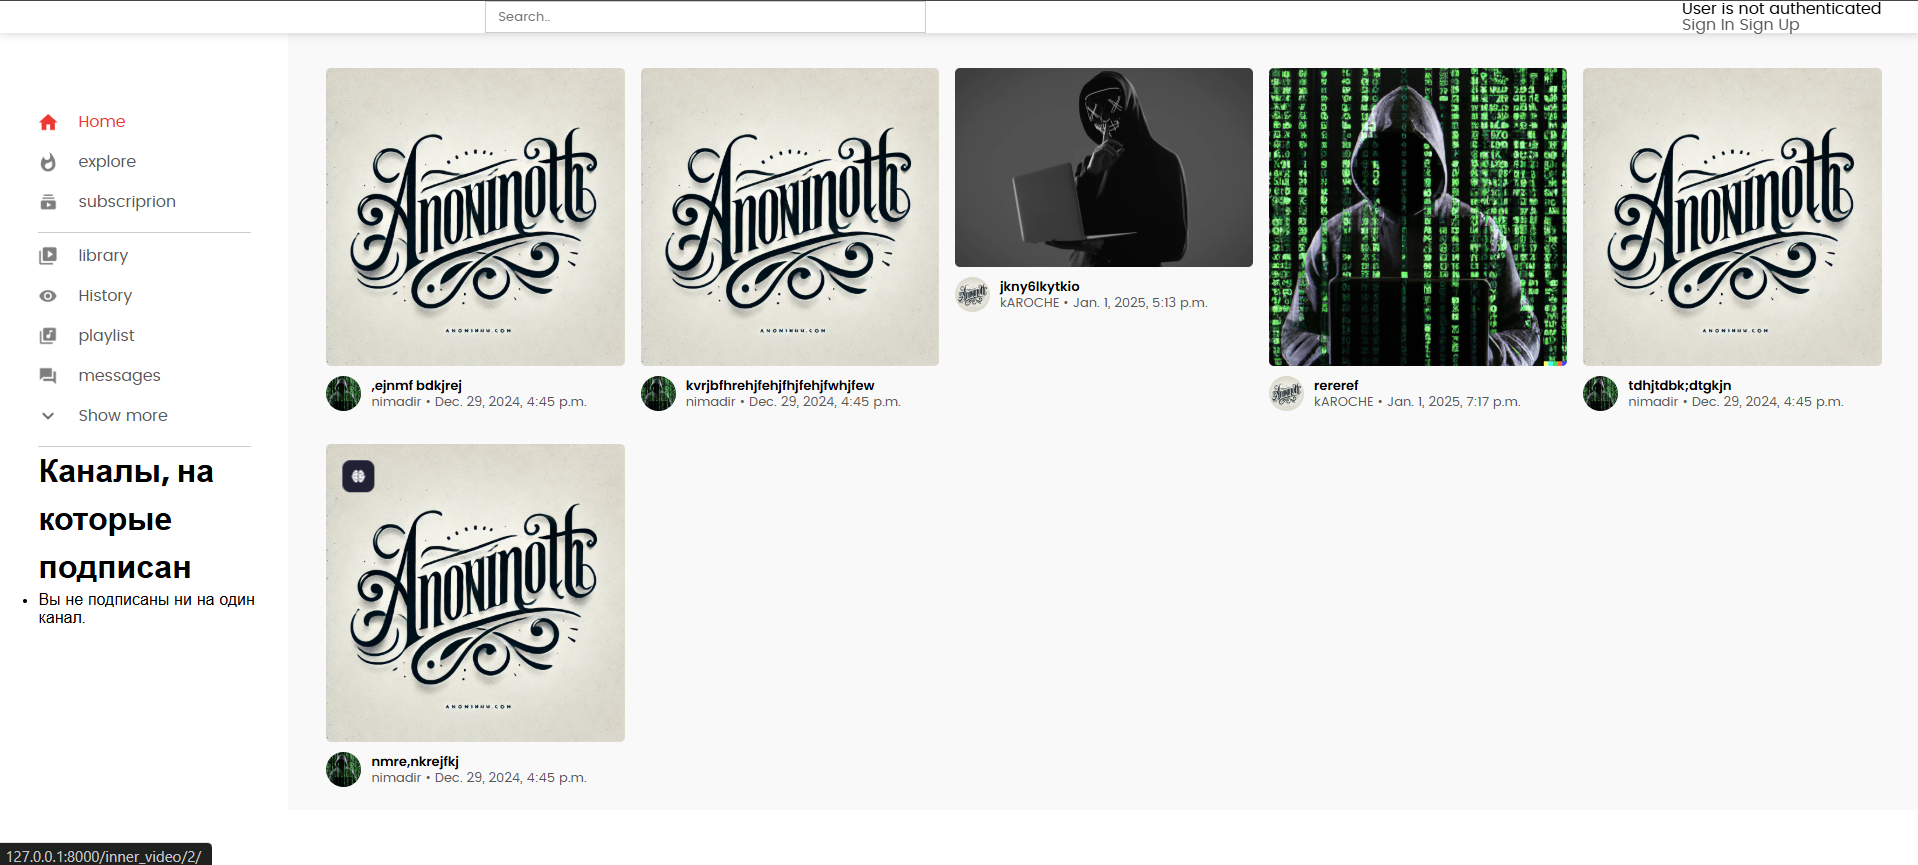 Search..
User is not authenticated
Sign In Sign Up
Home
explore
subscriprion
library
History
playlist
messages
Show more
Каналы, на
которые
подписан
Вы не подписаны ни на один
канал.
Anonimoth
ANONINUU.COM
,ejnmf bdkjrej
nimadir • Dec. 29, 2024, 4:45 p.m.
Anonimoth
ANONINUU.COM
kvrjbfhrehjfehjfhjfehjfwhjfew
nimadir • Dec. 29, 2024, 4:45 p.m.
jkny6lkytkio
kAROCHE • Jan. 1, 2025, 5:13 p.m.
rereref
kAROCHE • Jan. 1, 2025, 7:17 p.m.
Anonimoth
ANONINUU.COM
tdhjtdbk;dtgkjn
nimadir • Dec. 29, 2024, 4:45 p.m.
Anonimoth
ANONINUU.COM
nmre,nkrejfkj
nimadir • Dec. 29, 2024, 4:45 p.m.
127.0.0.1:8000/inner_video/2/